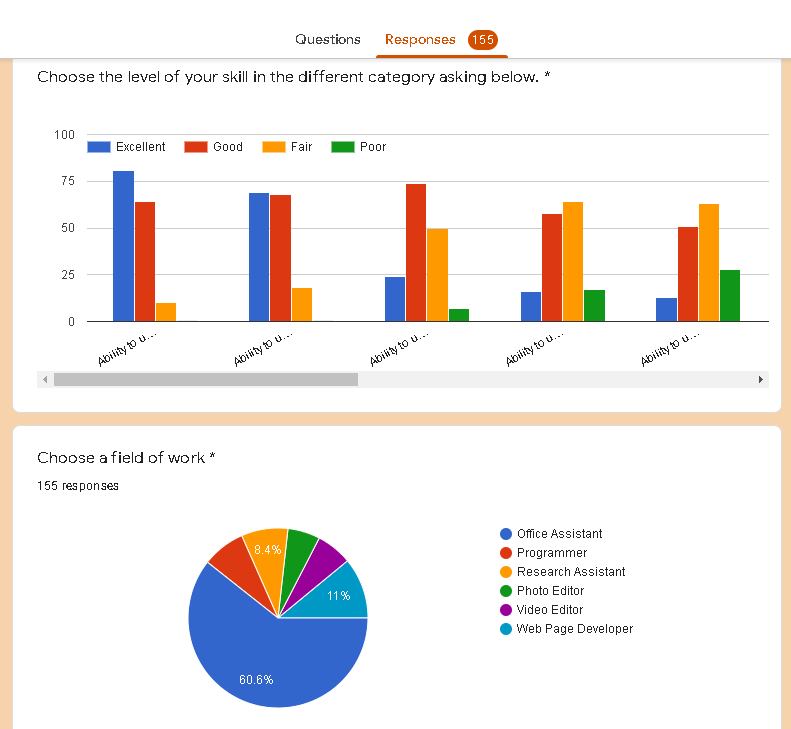 Questions
Responses 155
Choose the level of your skill in the different category asking below. *
100
Excellent Good Fair Poor
75
50
25
0
Ability to u... Ability to u... Ability to u... Ability to u... Ability to u...
Choose a field of work *
155 responses
8.4%
11%
60.6%
Office Assistant
Programmer
Research Assistant
Photo Editor
Video Editor
Web Page Developer